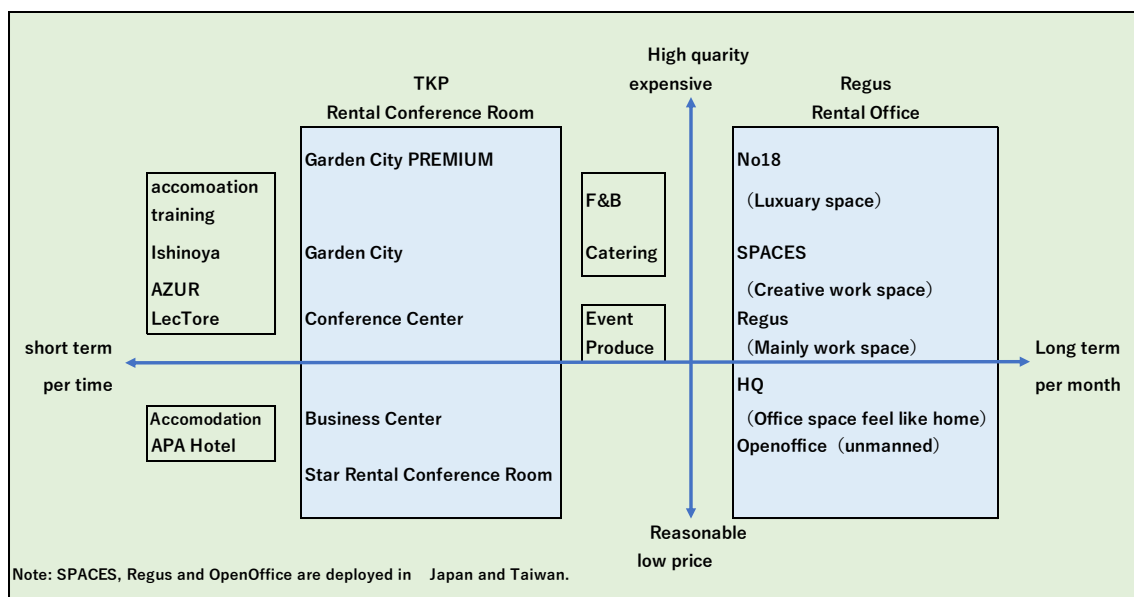 High quarity
expensive
TKP
Rental Conference Room
Regus
Rental Office
accomoation
training
Ishinoya
AZUR
LecTore
Garden City PREMIUM
Garden City
Conference Center
F&B
Catering
Event
Produce
No18
（Luxuary space）
SPACES
（Creative work space）
Regus
（Mainly work space）
short term
per time
Long term
per month
Accomodation
APA Hotel
Business Center
Star Rental Conference Room
HQ
（Office space feel like home）
Openoffice（unmanned）
Reasonable
low price
Note: SPACES, Regus and OpenOffice are deployed in　Japan and Taiwan.